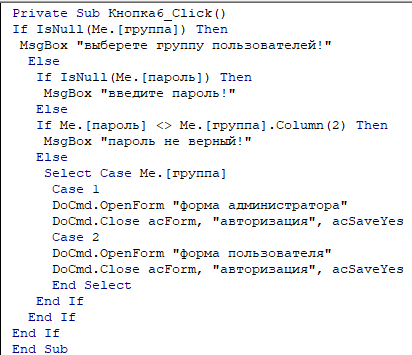 Private Sub Кнопка6_Click()
If IsNull(Me.[группа]) Then
MsgBox "выберете группу пользователей!"
Else
If IsNull(Me.[пароль]) Then
MsgBox "введите пароль!"
Else
If Me.[пароль] <> Me.[группа].Column(2) Then
MsgBox "пароль не верный!"
Else
Select Case Me.[группа]
Case 1
DoCmd.OpenForm "форма администратора"
DoCmd.Close acForm, "авторизация", acSaveYes
Case 2
DoCmd.OpenForm "форма пользователя"
DoCmd.Close acForm, "авторизация", acSaveYes
End Select
End If
End If
End If
End Sub